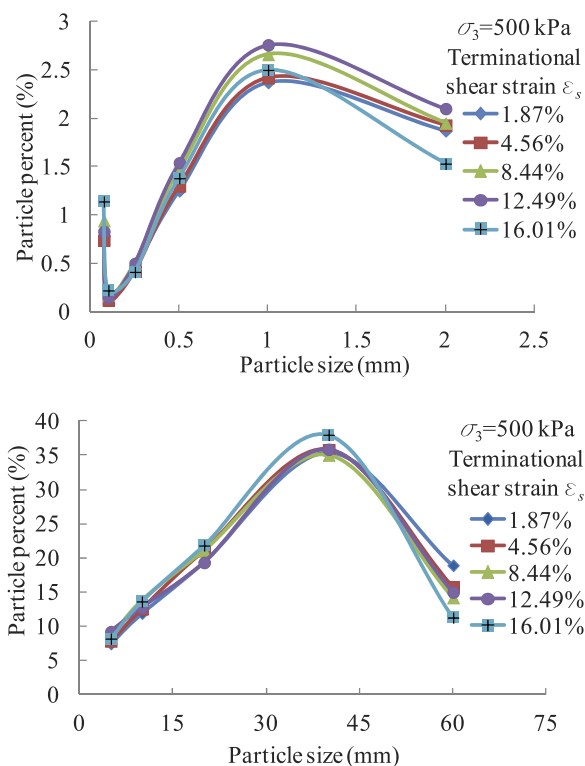 σ3=500 kPa
Terminational
shear strain εs
1.87%
4.56%
8.44%
12.49%
16.01%
Particle percent (%)
3
2.5
2
1.5
1
0.5
0
0 0.5 1 1.5 2 2.5
Particle size (mm)
σ3=500 kPa
Terminational
shear strain εs
1.87%
4.56%
8.44%
12.49%
16.01%
Particle percent (%)
40
35
30
25
20
15
10
5
0
0 15 30 45 60 75
Particle size (mm)